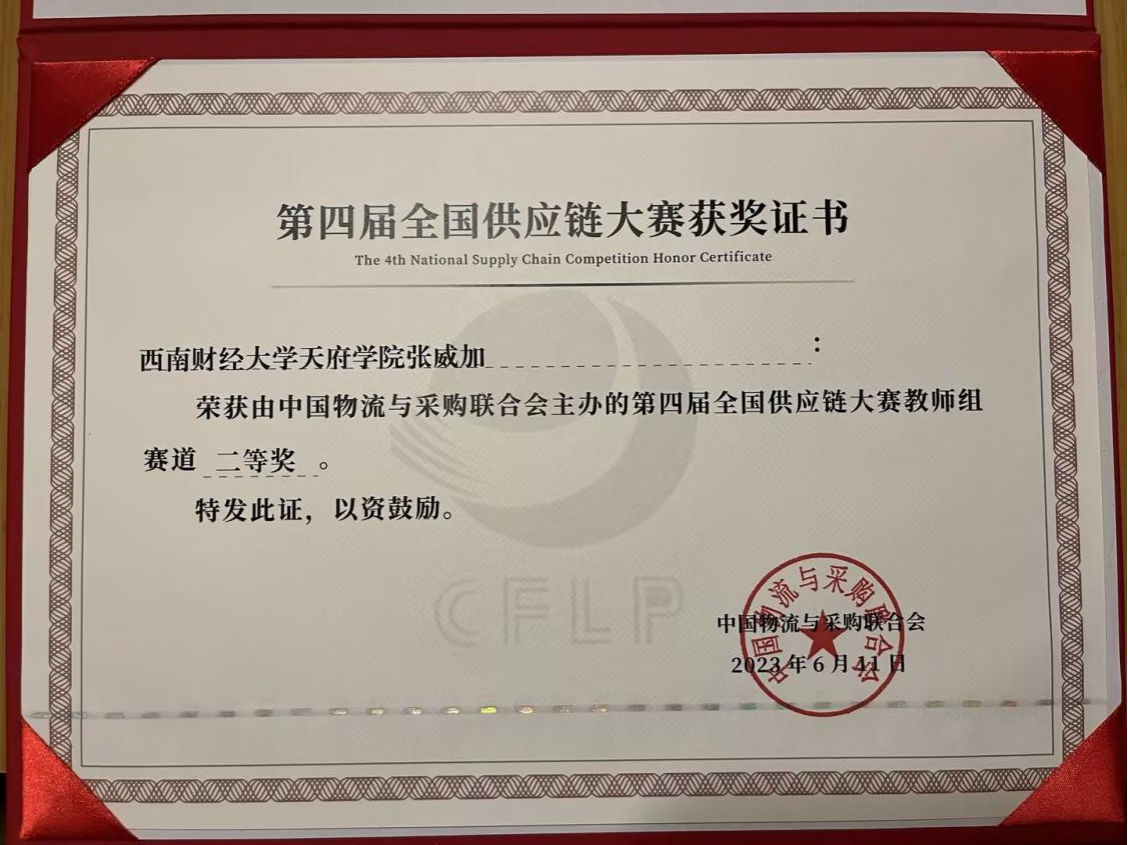 第四届全国供应链大赛获奖证书
The 4th National Supply Chain Competition Honor Certificate
西南财经大学天府学院张威加：
荣获由中国物流与采购联合会主办的第四届全国供应链大赛教师组
赛道 二等奖 。
特发此证，以资鼓励。
CFLP
中国物流与采购联合会
2023年6月11日
中国物流与采购联合会